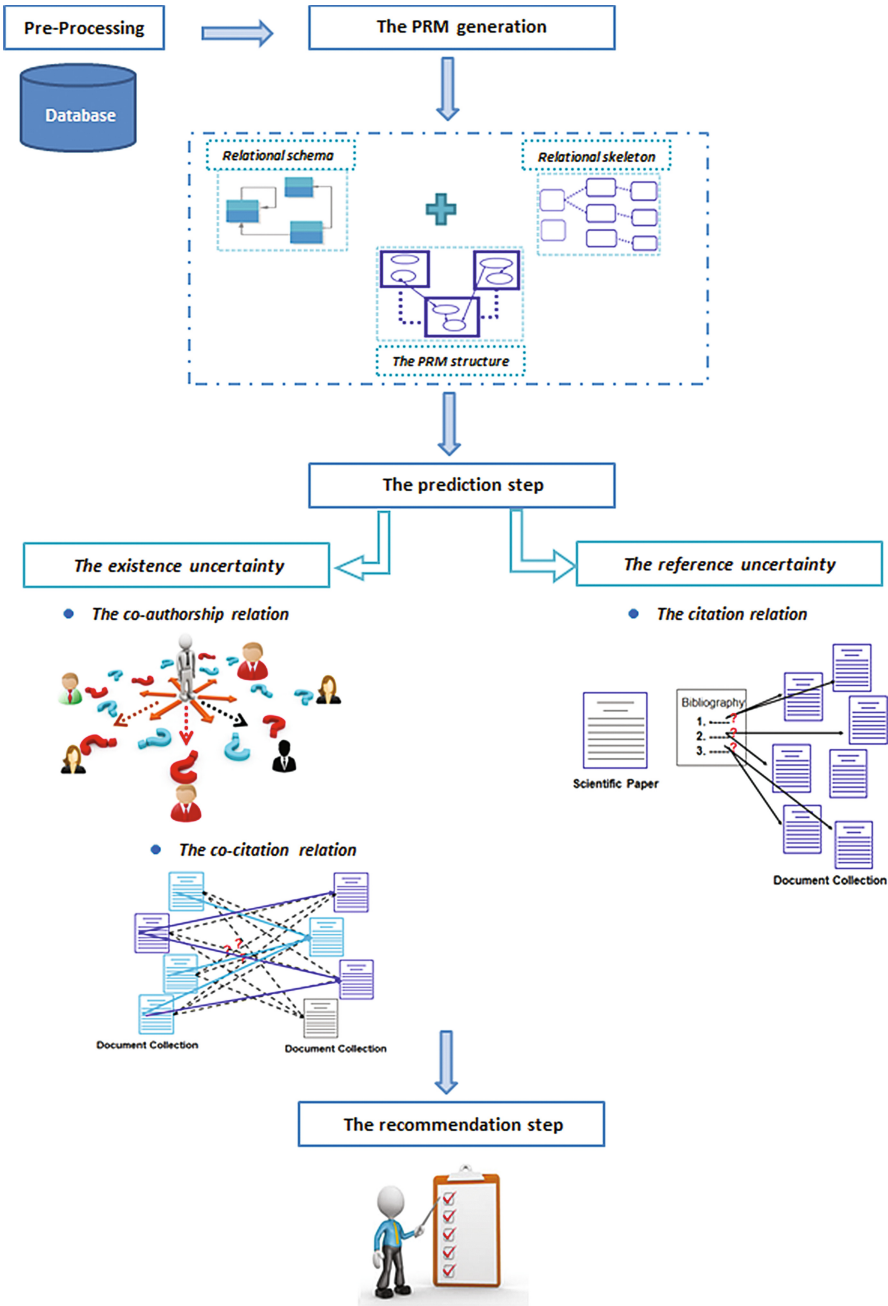 Pre-Processing
The PRM generation
Database
Relational schema
Relational skeleton
The PRM structure
The prediction step
The existence uncertainty
The reference uncertainty
The co-authorship relation
The citation relation
Bibliography
1. -----?
2. -----?
3. -----?
Scientific Paper
Document Collection
The co-citation relation
? ?
?
Document Collection
Document Collection
The recommendation step